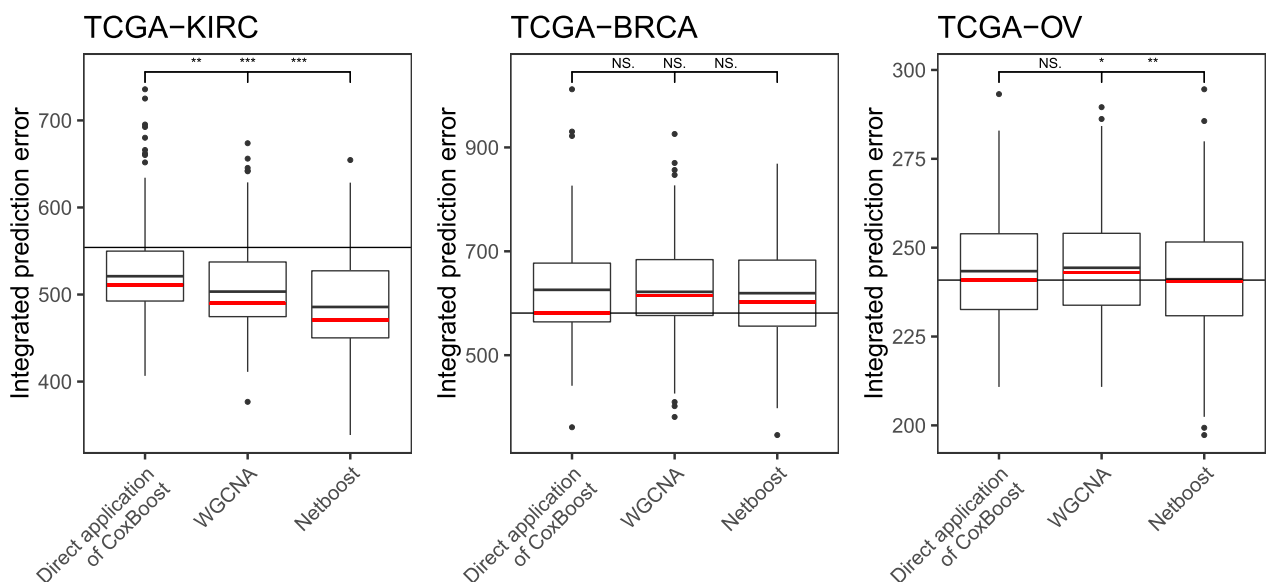 TCGA−KIRC
** *** ***
Integrated prediction error
700
600
500
400
Direct application
of CoxBoost
WGCNA
Netboost
TCGA−BRCA
NS. NS. NS.
Integrated prediction error
900
700
500
Direct application
of CoxBoost
WGCNA
Netboost
TCGA−OV
NS. * **
Integrated prediction error
300
275
250
225
200
Direct application
of CoxBoost
WGCNA
Netboost